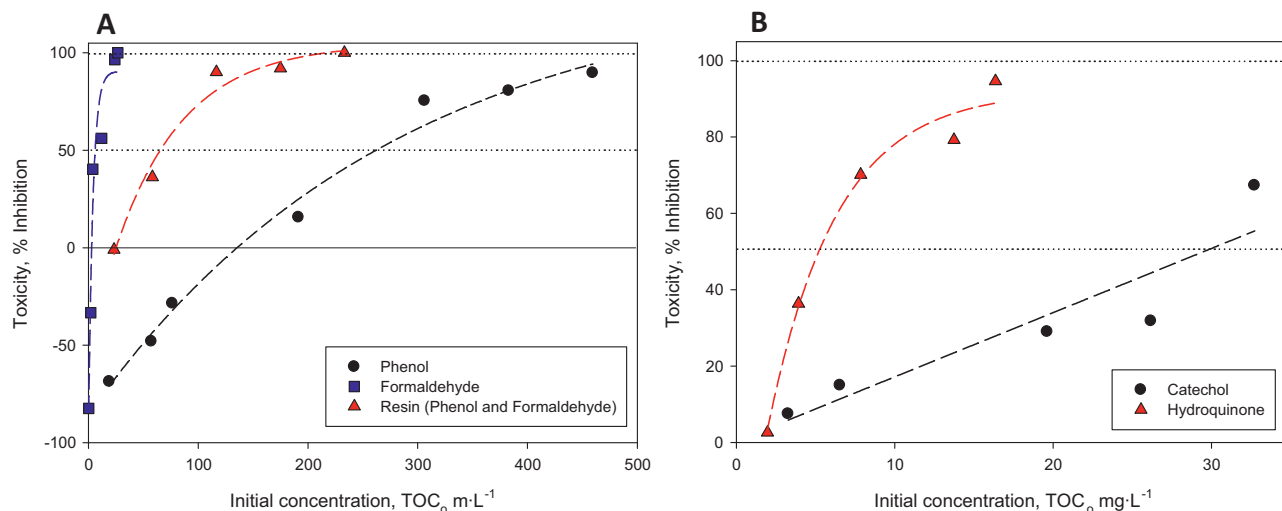 A
Toxicity, % Inhibition
100
50
0
-50
-100
Phenol
Formaldehyde
Resin (Phenol and Formaldehyde)
0 100 200 300 400 500
Initial concentration, TOCo m·L-1
B
Toxicity, % Inhibition
100
80
60
40
20
0
Catechol
Hydroquinone
0 10 20 30
Initial concentration, TOCo mg·L-1